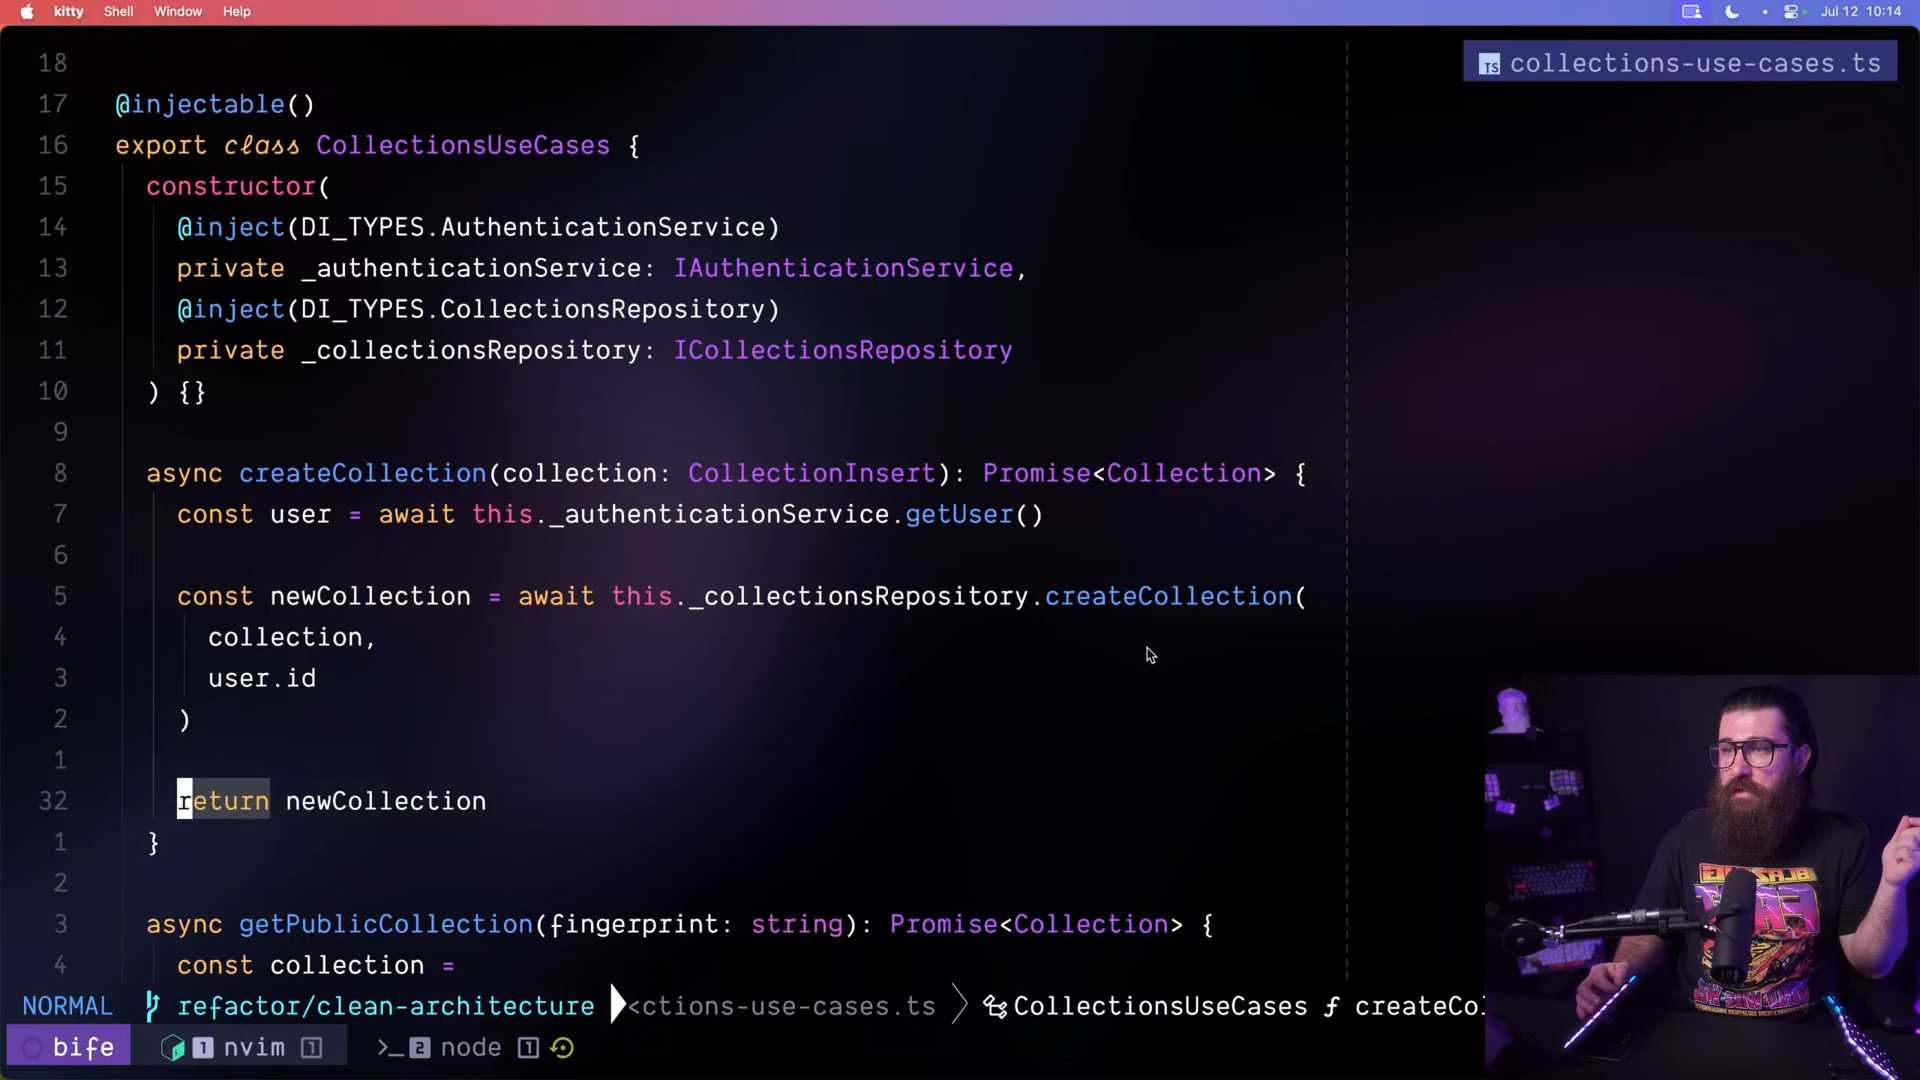 kitty Shell Window Help Jul 12 10:14
TS collections-use-cases.ts
18
17 @injectable()
16 export class CollectionsUseCases {
15 constructor(
14 @inject(DI_TYPES.AuthenticationService)
13 private _authenticationService: IAuthenticationService,
12 @inject(DI_TYPES.CollectionsRepository)
11 private _collectionsRepository: ICollectionsRepository
10 ) {}
9
8 async createCollection(collection: CollectionInsert): Promise<Collection> {
7 const user = await this._authenticationService.getUser()
6
5 const newCollection = await this._collectionsRepository.createCollection(
4 collection,
3 user.id
2 )
1
32 return newCollection
1 }
2
3 async getPublicCollection(fingerprint: string): Promise<Collection> {
4 const collection =
NORMAL refactor/clean-architecture <ctions-use-cases.ts CollectionsUseCases f createCol
bife 1 nvim 1 >_ 2 node 1